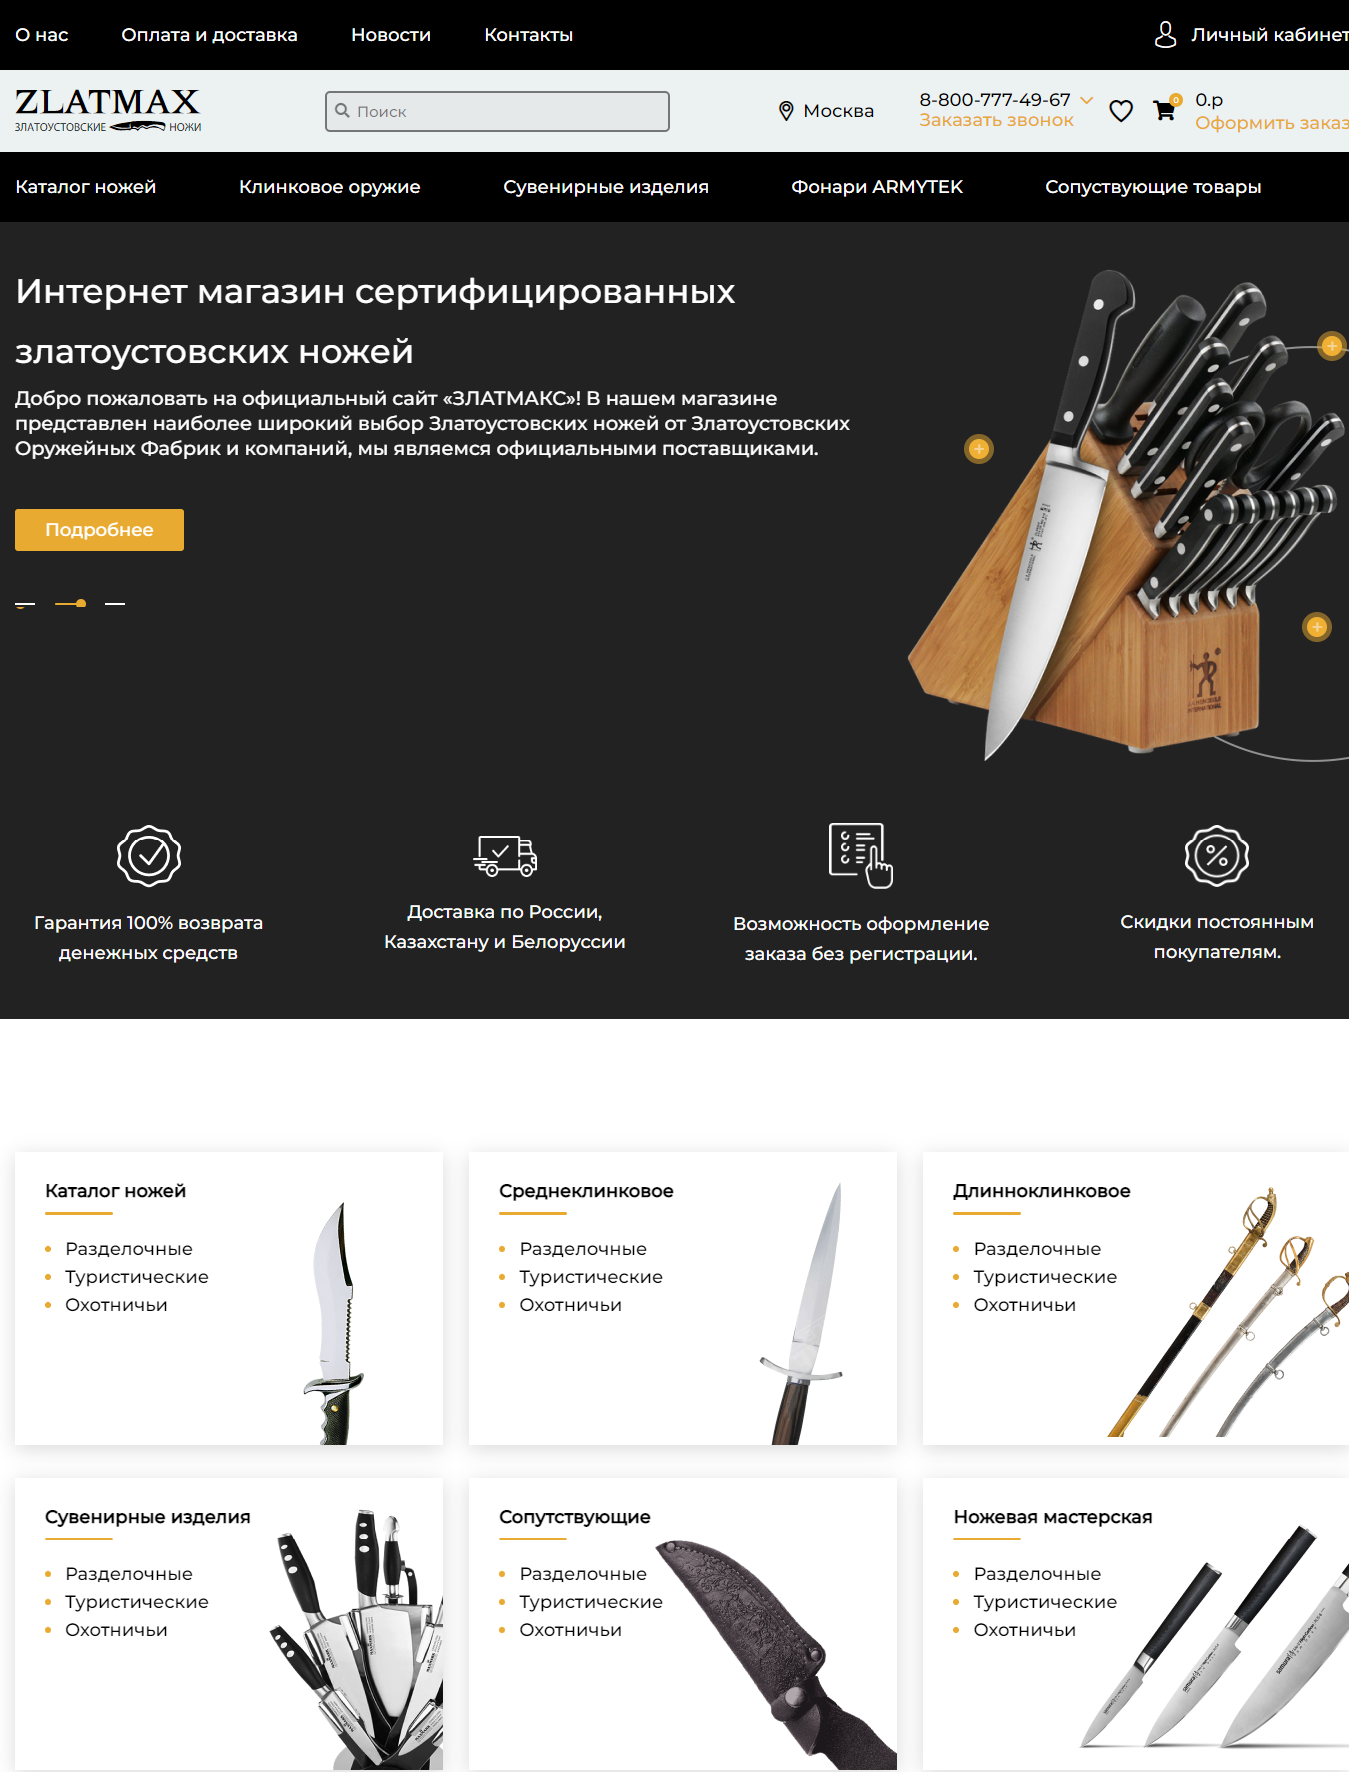 О нас Оплата и доставка Новости Контакты Личный кабинет
ZLATMAX
ЗЛАТОУСТОВСКИЕ НОЖИ
Поиск
Москва
8-800-777-49-67
Заказать звонок
0
0.р
Оформить заказ
Каталог ножей Клинковое оружие Сувенирные изделия Фонари ARMYTEK Сопуствующие товары
Интернет магазин сертифицированных
златоустовских ножей
Добро пожаловать на официальный сайт «ЗЛАТМАКС»! В нашем магазине
представлен наиболее широкий выбор Златоустовских ножей от Златоустовских
Оружейных Фабрик и компаний, мы являемся официальными поставщиками.
Подробнее
Гарантия 100% возврата
денежных средств
Доставка по России,
Казахстану и Белоруссии
Возможность оформление
заказа без регистрации.
Скидки постоянным
покупателям.
Каталог ножей
Разделочные
Туристические
Охотничьи
Среднеклинковое
Разделочные
Туристические
Охотничьи
Длинноклинковое
Разделочные
Туристические
Охотничьи
Сувенирные изделия
Разделочные
Туристические
Охотничьи
Сопутствующие
Разделочные
Туристические
Охотничьи
Ножевая мастерская
Разделочные
Туристические
Охотничьи